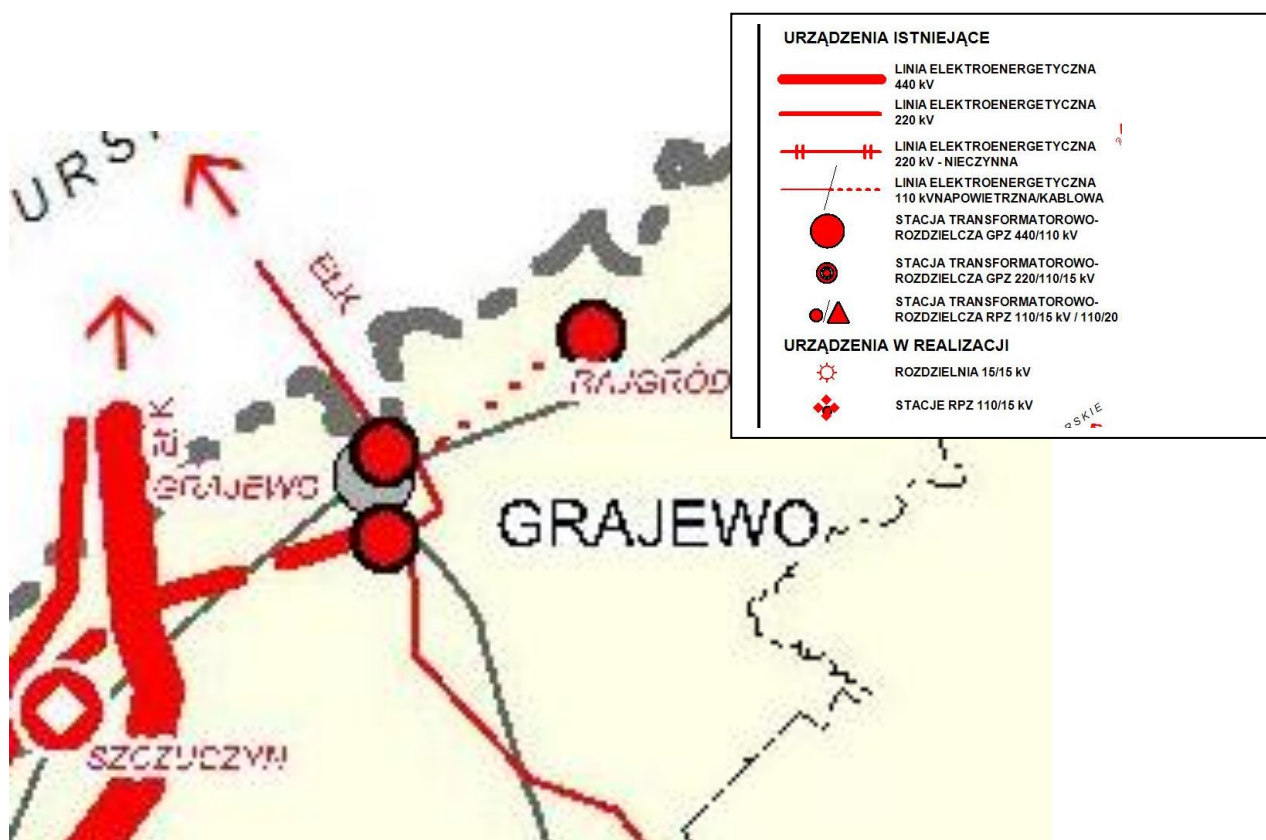 URZĄDZENIA ISTNIEJĄCE
LINIA ELEKTROENERGETYCZNA
440 kV
LINIA ELEKTROENERGETYCZNA
220 kV
LINIA ELEKTROENERGETYCZNA
220 kV - NIECZYNNA
LINIA ELEKTROENERGETYCZNA
110 kVNAPOWIETRZNA/KABLOWA
STACJA TRANSFORMATOROWO-
ROZDZIELCZA GPZ 440/110 kV
STACJA TRANSFORMATOROWO-
ROZDZIELCZA GPZ 220/110/15 kV
STACJA TRANSFORMATOROWO-
ROZDZIELCZA RPZ 110/15 kV / 110/20
URZĄDZENIA W REALIZACJI
ROZDZIELNIA 15/15 kV
STACJE RPZ 110/15 kV
RSKIE
URS
EŁK
RAJGRÓD
EŁK
GRAJEWO
GRAJEWO
SZCZUCZYN